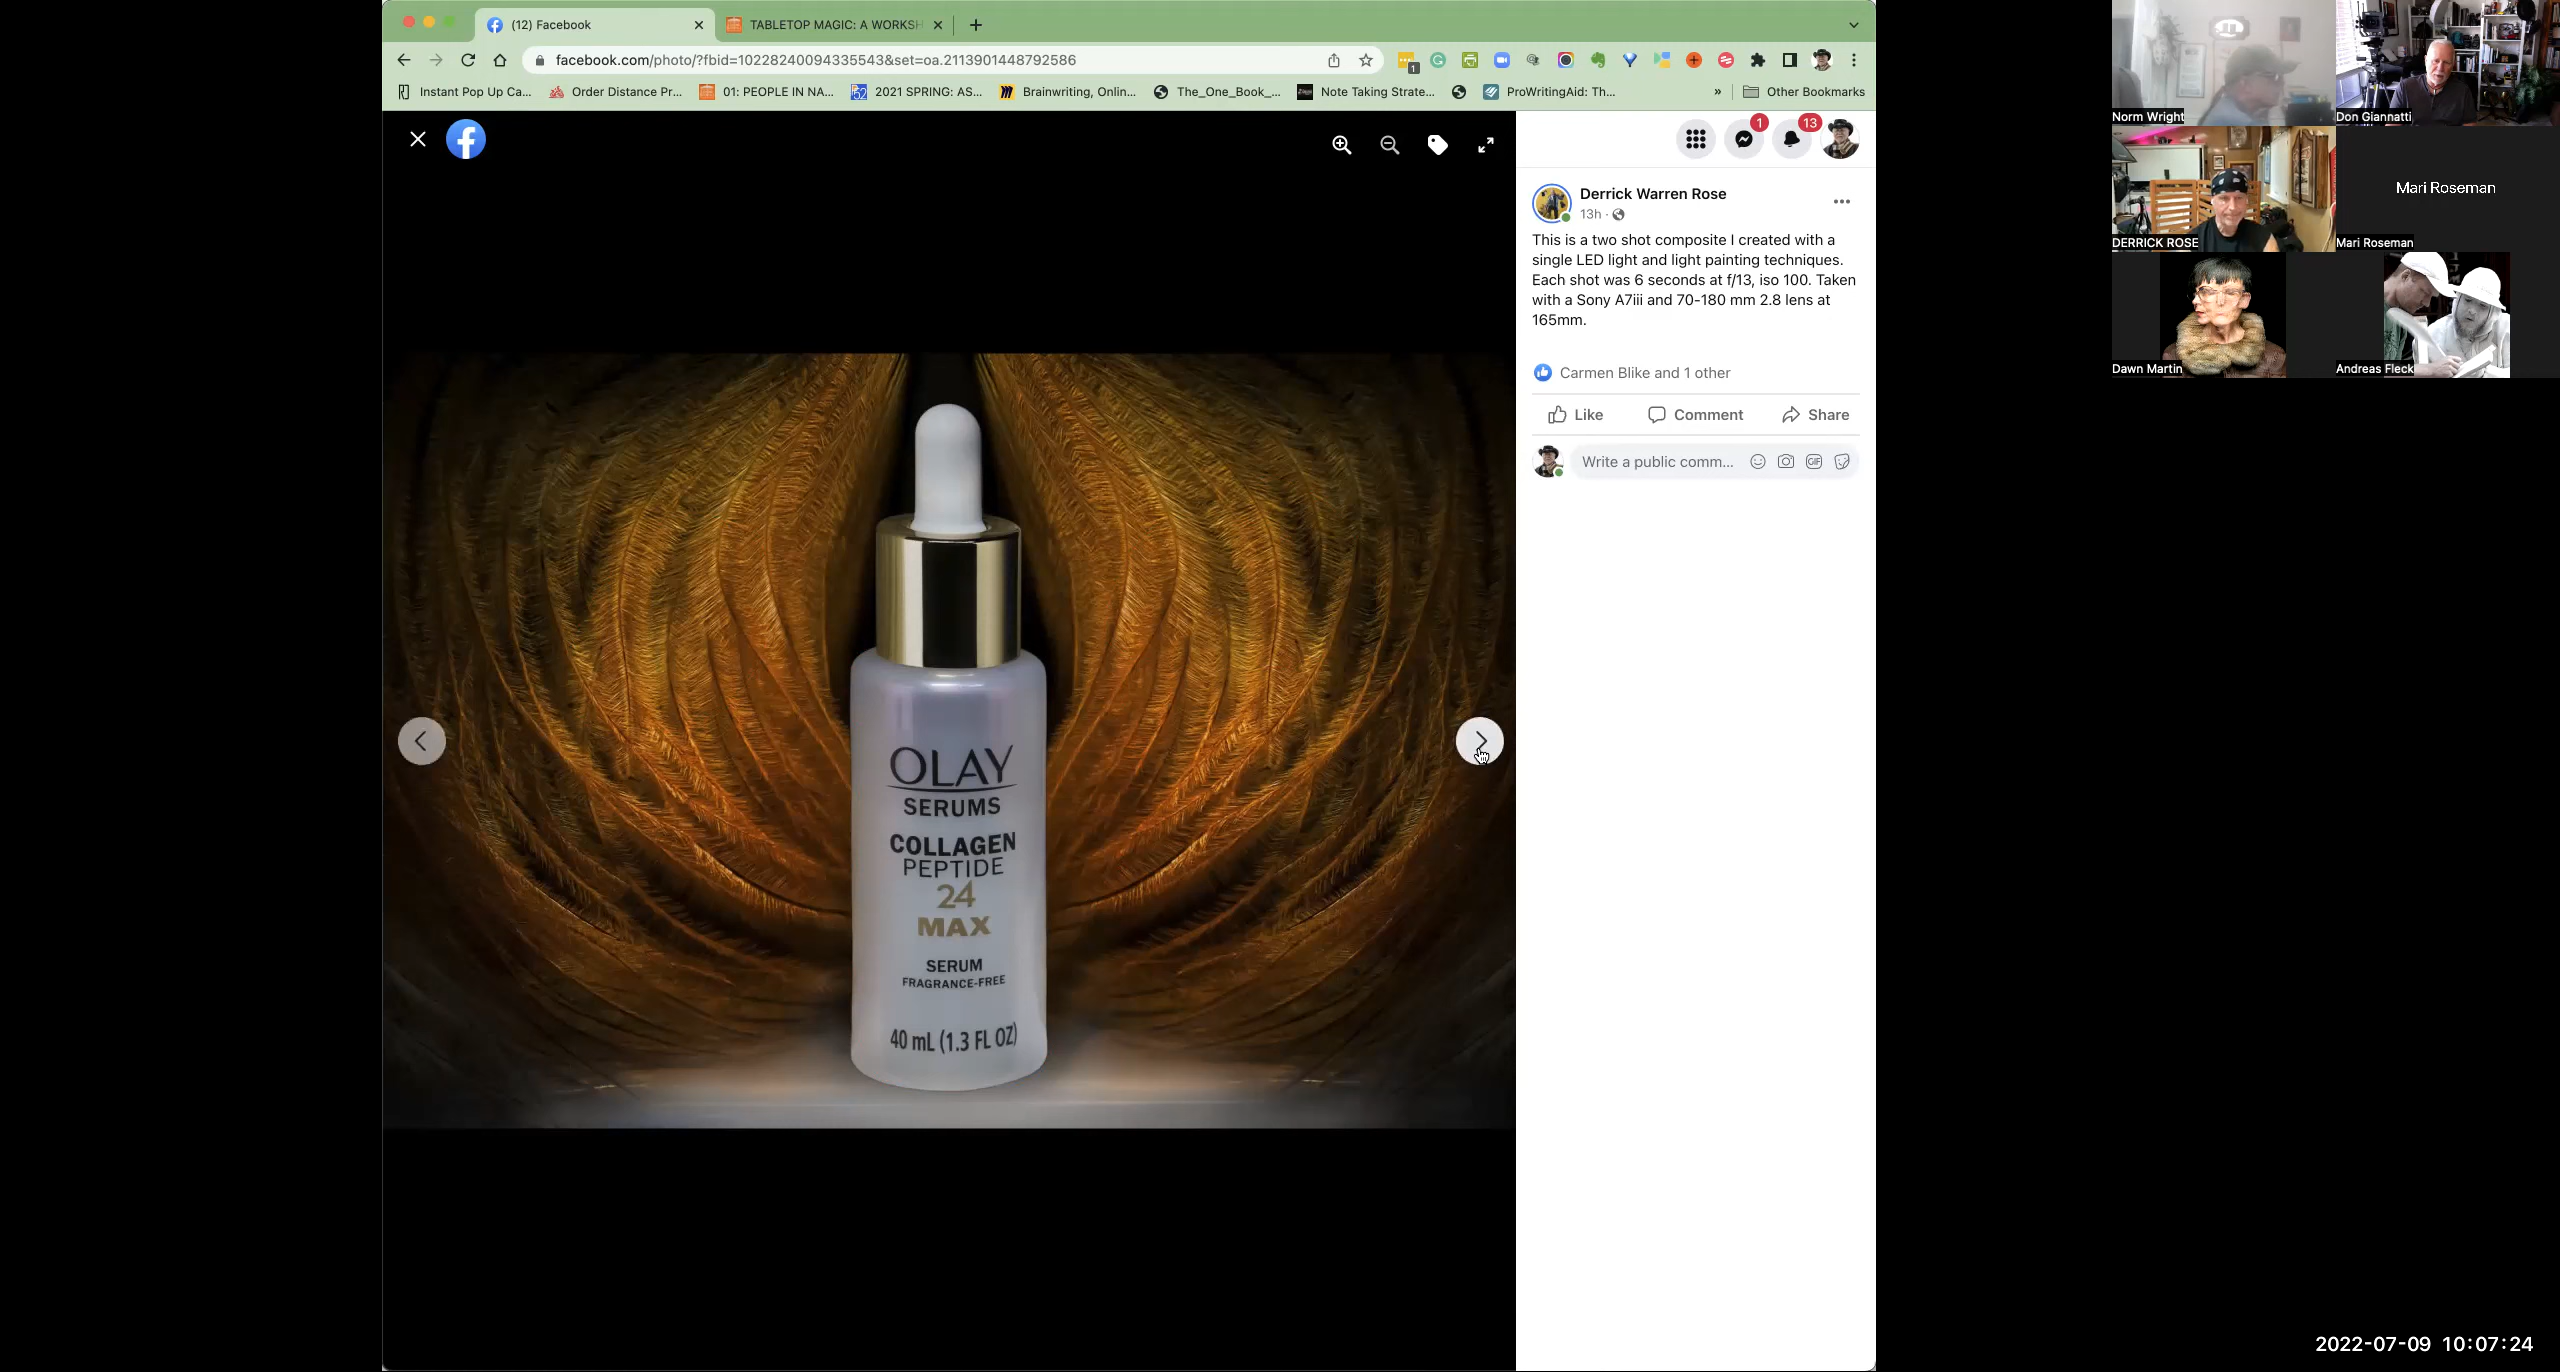 (12) Facebook
TABLETOP MAGIC: A WORKSH
facebook.com/photo/?fbid=10228240094335543&set=oa.2113901448792586
1
Instant Pop Up Ca...
Order Distance Pr...
01: PEOPLE IN NA...
52
2021 SPRING: AS...
Brainwriting, Onlin...
The_One_Book_...
Note Taking Strate...
ProWritingAid: Th...
»
Other Bookmarks
1
13
Derrick Warren Rose
13h ·
This is a two shot composite I created with a
single LED light and light painting techniques.
Each shot was 6 seconds at f/13, iso 100. Taken
with a Sony A7iii and 70-180 mm 2.8 lens at
165mm.
Carmen Blike and 1 other
Like
Comment
Share
Write a public comm...
GIF
OLAY
SERUMS
COLLAGEN
PEPTIDE
24
MAX
SERUM
FRAGRANCE-FREE
40 mL (1.3 FL OZ)
Norm Wright
Don Giannatti
DERRICK ROSE
Mari Roseman
Mari Roseman
Dawn Martin
Andreas Fleck
2022-07-09 10:07:24